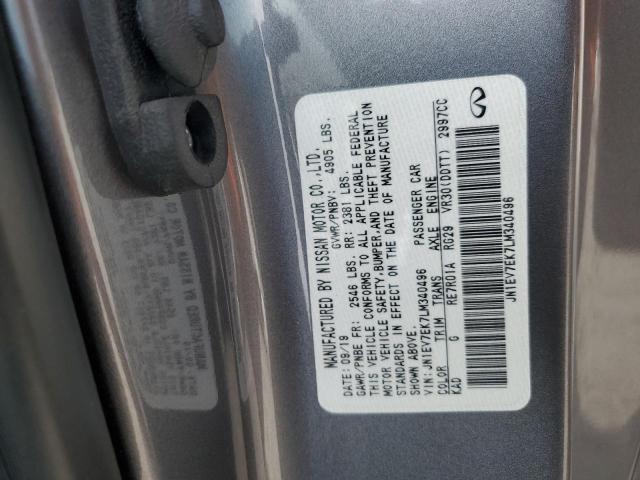 MANUFACTURED BY NISSAN MOTOR CO.,LTD.
DATE: 09/19 GVWR/PNBV: 4905 LBS.
GAWR/PNBE FR: 2546 LBS. RR: 2381 LBS.
THIS VEHICLE CONFORMS TO ALL APPLICABLE FEDERAL
MOTOR VEHICLE SAFETY,BUMPER,AND THEFT PREVENTION
STANDARDS IN EFFECT ON THE DATE OF MANUFACTURE
SHOWN ABOVE.
VIN:JN1EV7EK7LM340496 PASSENGER CAR
COLOR TRIM TRANS AXLE ENGINE
KAD G RE7R01A RG29 VR30(DDTT) 2997CC
JN1EV7EK7LM340496